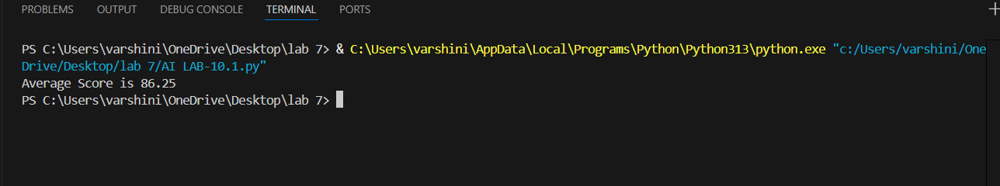 PROBLEMS OUTPUT DEBUG CONSOLE TERMINAL PORTS
PS C:\Users\varshini\OneDrive\Desktop\lab 7> & C:\Users\varshini\AppData\Local\Programs\Python\Python313\python.exe "c:/Users/varshini/One
Drive/Desktop/lab 7/AI LAB-10.1.py"
Average Score is 86.25
PS C:\Users\varshini\OneDrive\Desktop\lab 7>